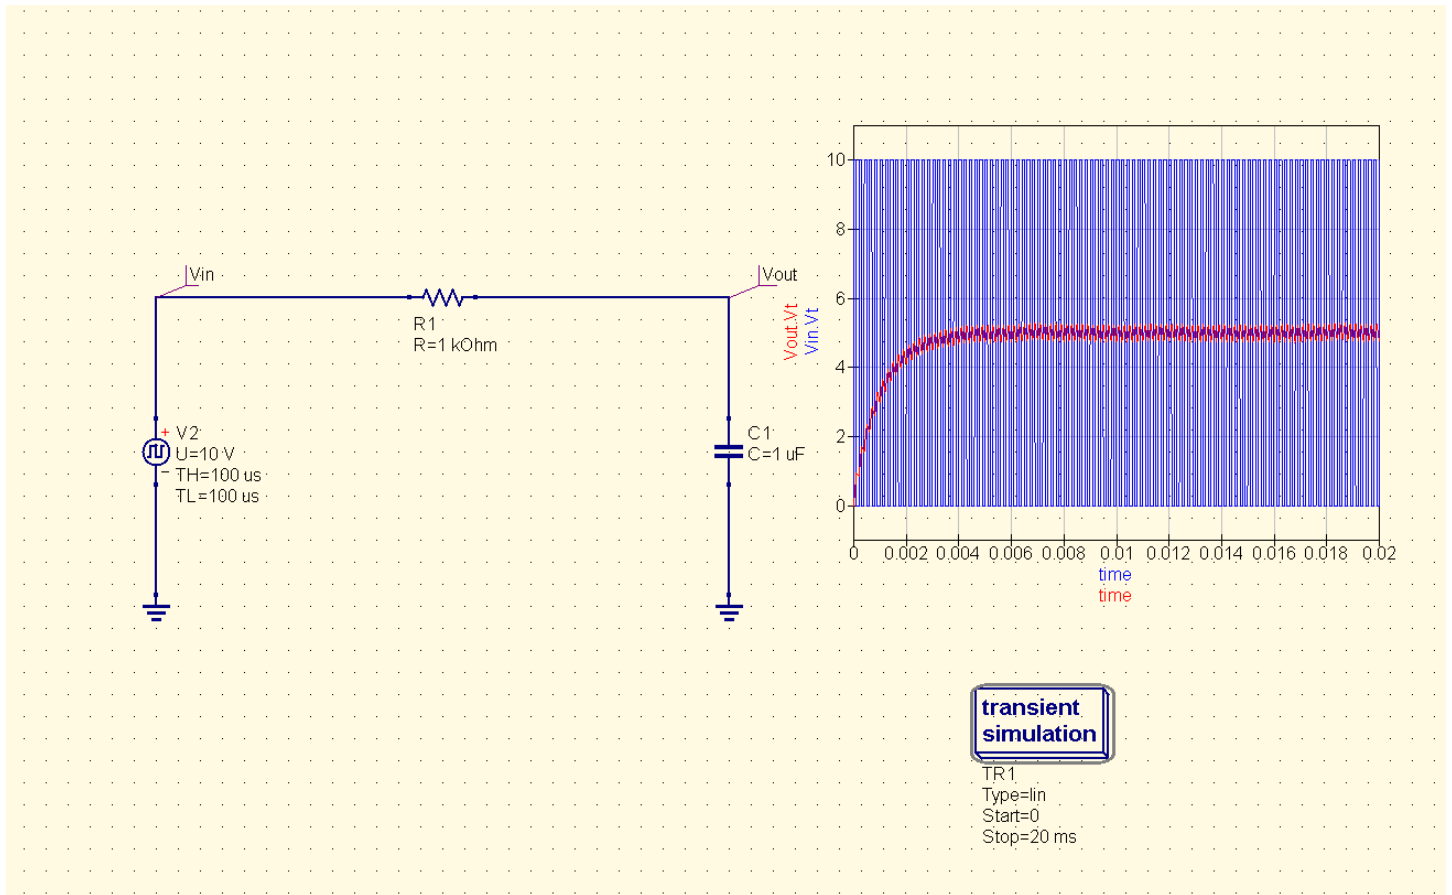 Vin
Vout
R1
R=1 kOhm
+ V2
U=10 V
TH=100 us
TL=100 us
C1
C=1 uF
10
8
6
4
2
0
Vout.Vt
Vin.Vt
0 0.002 0.004 0.006 0.008 0.01 0.012 0.014 0.016 0.018 0.02
time
time
transient
simulation
TR1
Type=lin
Start=0
Stop=20 ms